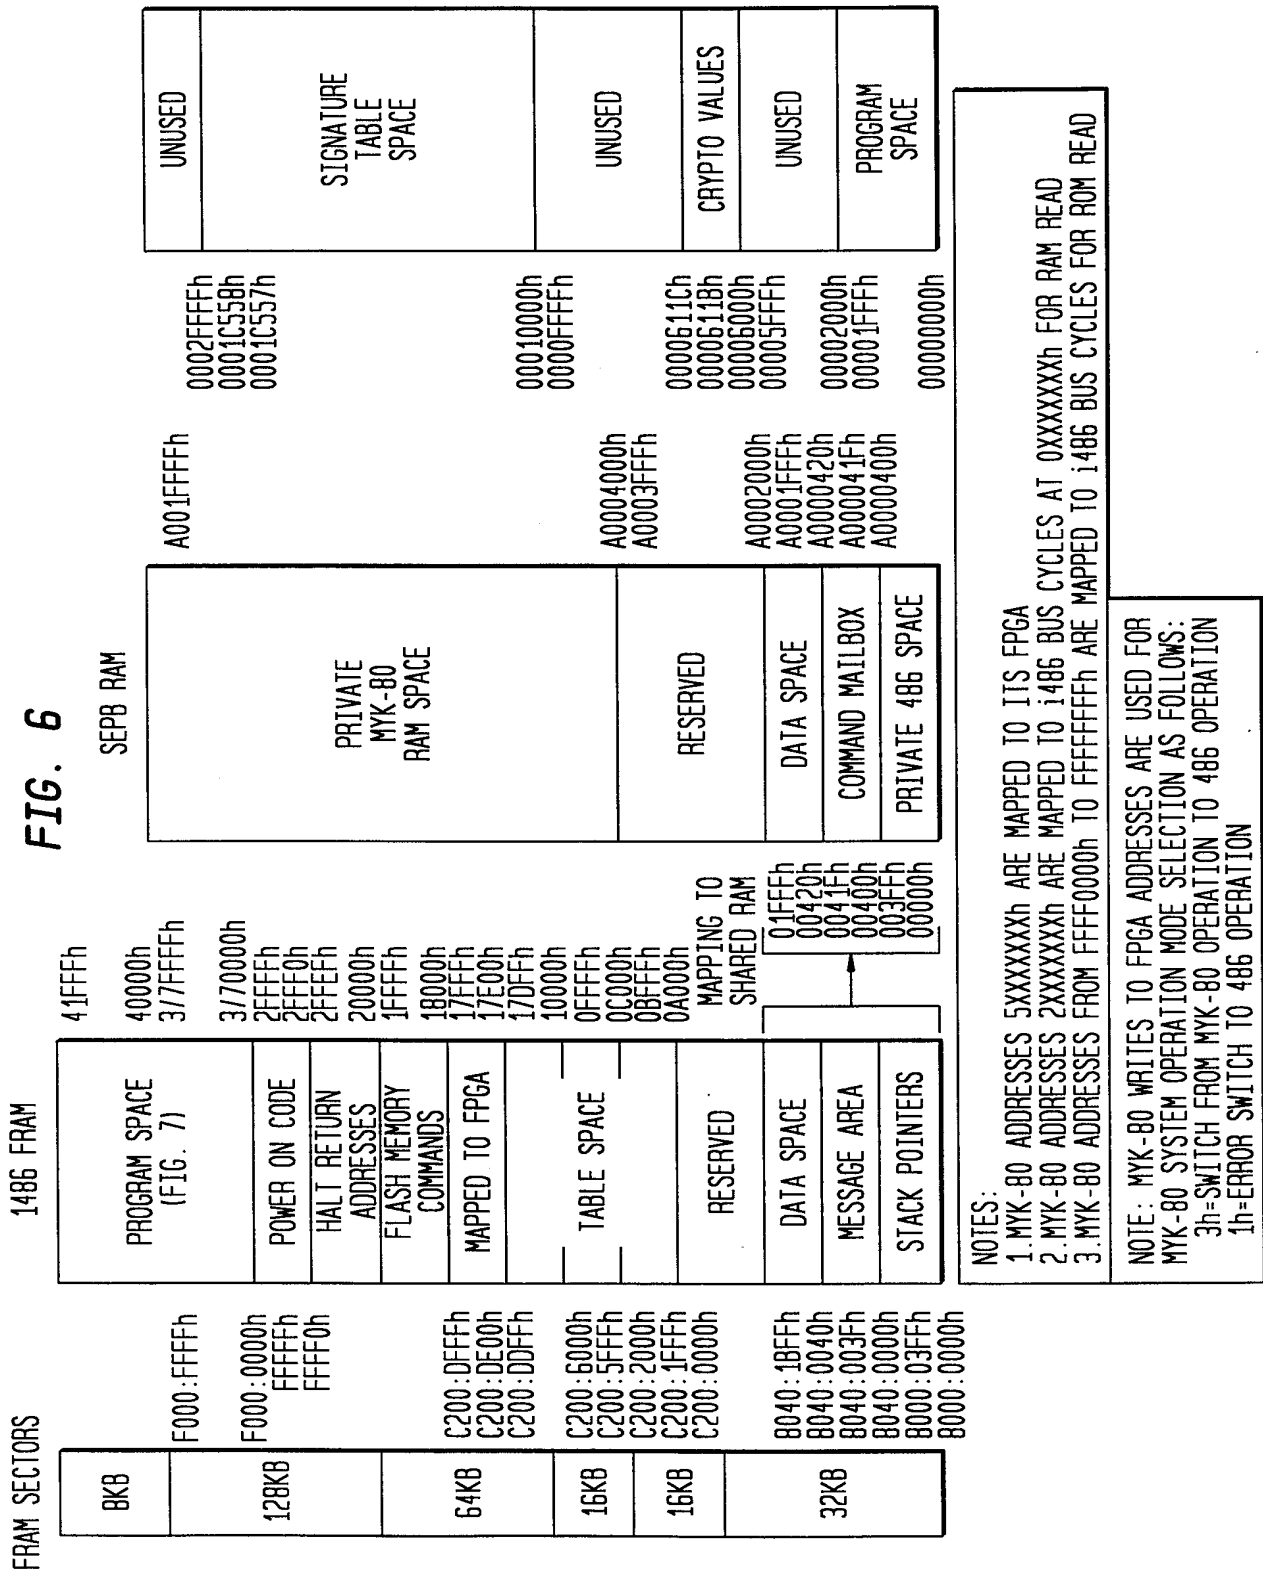 FIG. 6
FRAM SECTORS
8KB
128KB
64KB
16KB
16KB
32KB
F000:FFFFh
F000:0000h
FFFFFh
FFFF0h
C200:DFFFh
C200:DE00h
C200:DDFFh
C200:6000h
C200:5FFFh
C200:2000h
C200:1FFFh
C200:0000h
8040:1BFFh
8040:0040h
8040:003Fh
8040:0000h
8000:03FFh
8000:0000h
1486 FRAM
PROGRAM SPACE
(FIG. 7)
POWER ON CODE
HALT RETURN
ADDRESSES
FLASH MEMORY
COMMANDS
MAPPED TO FPGA
TABLE SPACE
RESERVED
DATA SPACE
MESSAGE AREA
STACK POINTERS
41FFFh
40000h
3/7FFFFh
3/70000h
2FFFFh
2FFF0h
2FFEFh
20000h
1FFFFh
18000h
17FFFh
17E00h
17DFFh
10000h
0FFFFh
0C000h
0BFFFh
0A000h
MAPPING TO
SHARED RAM
01FFFh
00420h
0041Fh
00400h
003FFh
00000h
SEPB RAM
PRIVATE
MYK-80
RAM SPACE
RESERVED
DATA SPACE
COMMAND MAILBOX
PRIVATE 486 SPACE
A001FFFFh
A0004000h
A0003FFFh
A0002000h
A0001FFFh
A0000420h
A000041Fh
A0000400h
0002FFFFh
0001C558h
0001C557h
00010000h
0000FFFFh
0000611Ch
0000611Bh
00006000h
00005FFFh
00002000h
00001FFFh
00000000h
UNUSED
SIGNATURE
TABLE
SPACE
UNUSED
CRYPTO VALUES
UNUSED
PROGRAM
SPACE
NOTES:
1.MYK-80 ADDRESSES 5XXXXXXXh ARE MAPPED TO ITS FPGA
2.MYK-80 ADDRESSES 2XXXXXXXh ARE MAPPED TO i486 BUS CYCLES AT 0XXXXXXh FOR RAM READ
3.MYK-80 ADDRESSES FROM FFFF0000h TO FFFFFFFFh ARE MAPPED TO i486 BUS CYCLES FOR ROM READ
NOTE: MYK-80 WRITES TO FPGA ADDRESSES ARE USED FOR
MYK-80 SYSTEM OPERATION MODE SELECTION AS FOLLOWS:
3h=SWITCH FROM MYK-80 OPERATION TO 486 OPERATION
1h=ERROR SWITCH TO 486 OPERATION